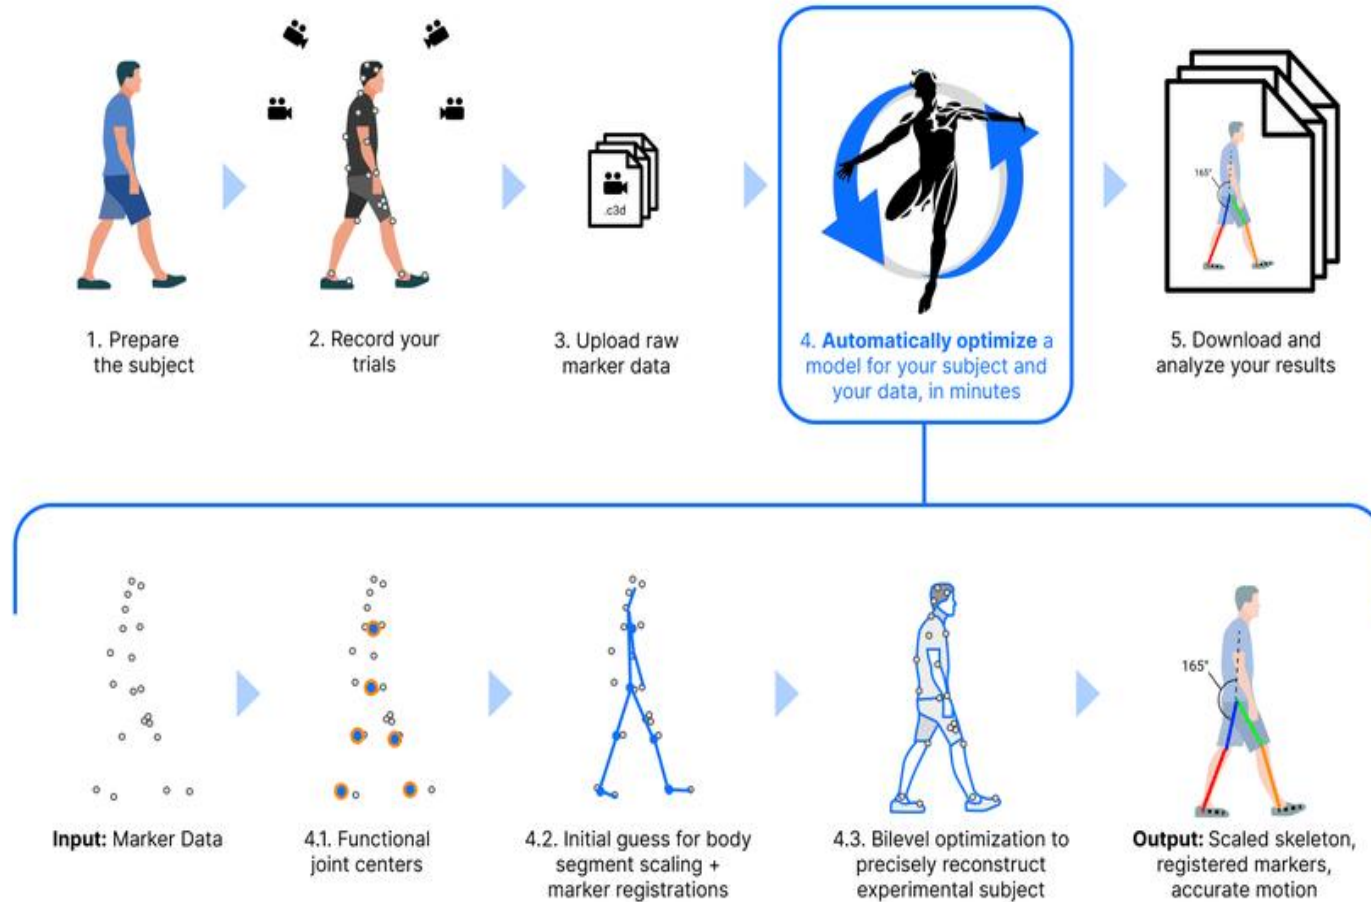 .c3d
165°
1. Prepare
the subject
2. Record your
trials
3. Upload raw
marker data
4. Automatically optimize a
model for your subject and
your data, in minutes
5. Download and
analyze your results
165°
Input: Marker Data
4.1. Functional
joint centers
4.2. Initial guess for body
segment scaling +
marker registrations
4.3. Bilevel optimization to
precisely reconstruct
experimental subject
Output: Scaled skeleton,
registered markers,
accurate motion